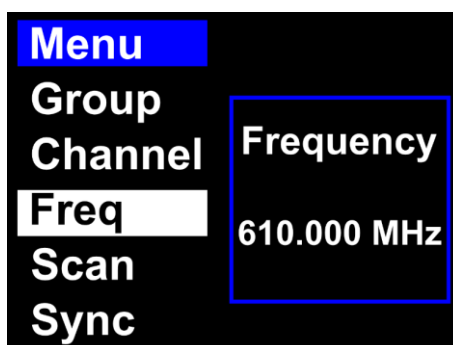 Menu
Group
Channel
Freq
Scan
Sync
Frequency
610.000 MHz